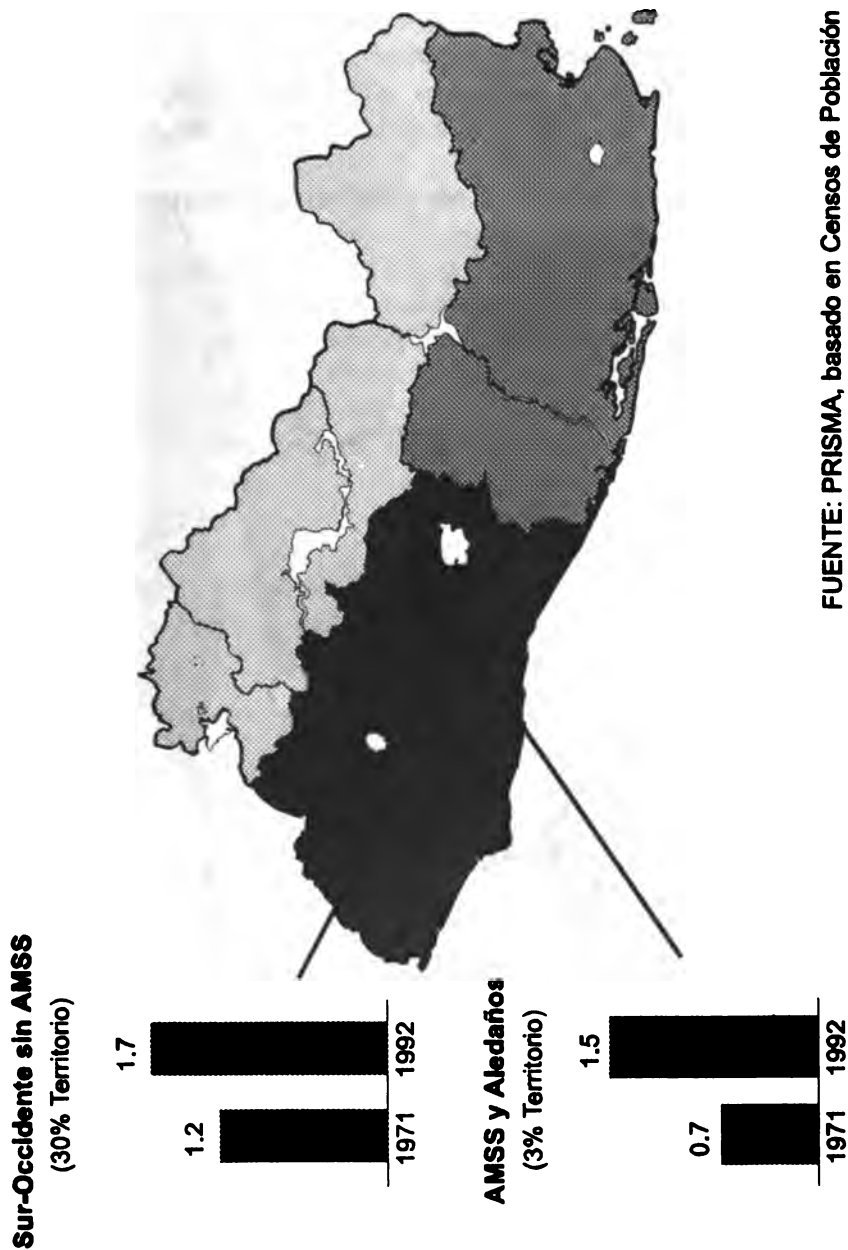 Sur-Occidente sin AMSS
(30% Territorio)
1.2
1.7
1971
1992
AMSS y Aledaños
(3% Territorio)
0.7
1.5
1971
1992
FUENTE: PRISMA, basado en Censos de Población